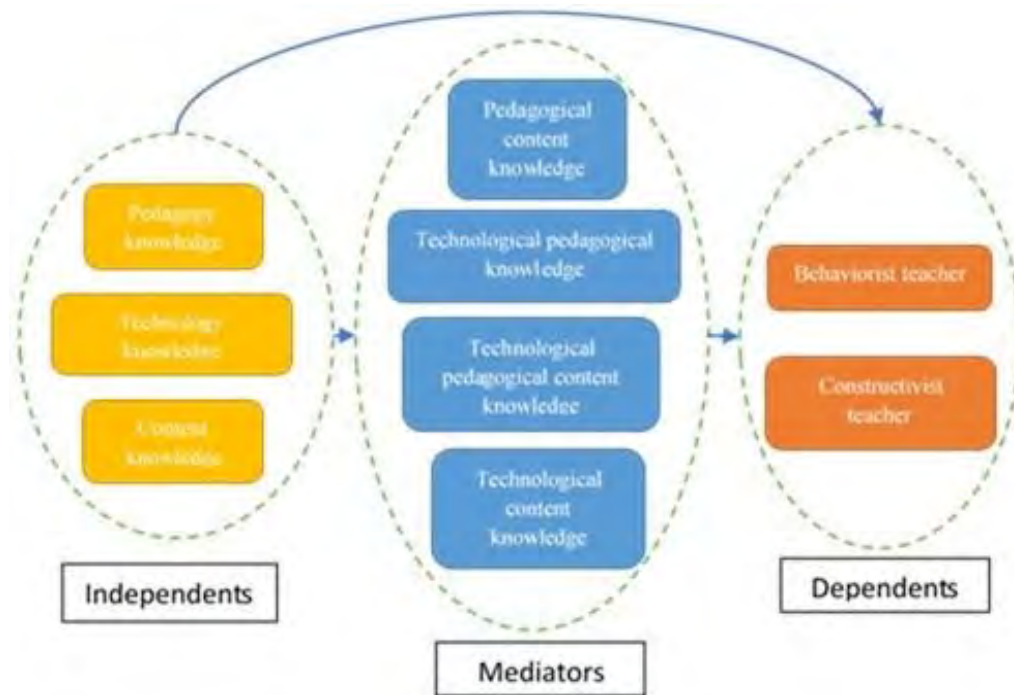 Pedagogy
knowledge
Technology
knowledge
Content
knowledge
Independents
Pedagogical
content
knowledge
Technological pedagogical
knowledge
Technological
pedagogical content
knowledge
Technological
content
knowledge
Mediators
Behaviorist teacher
Constructivist
teacher
Dependents